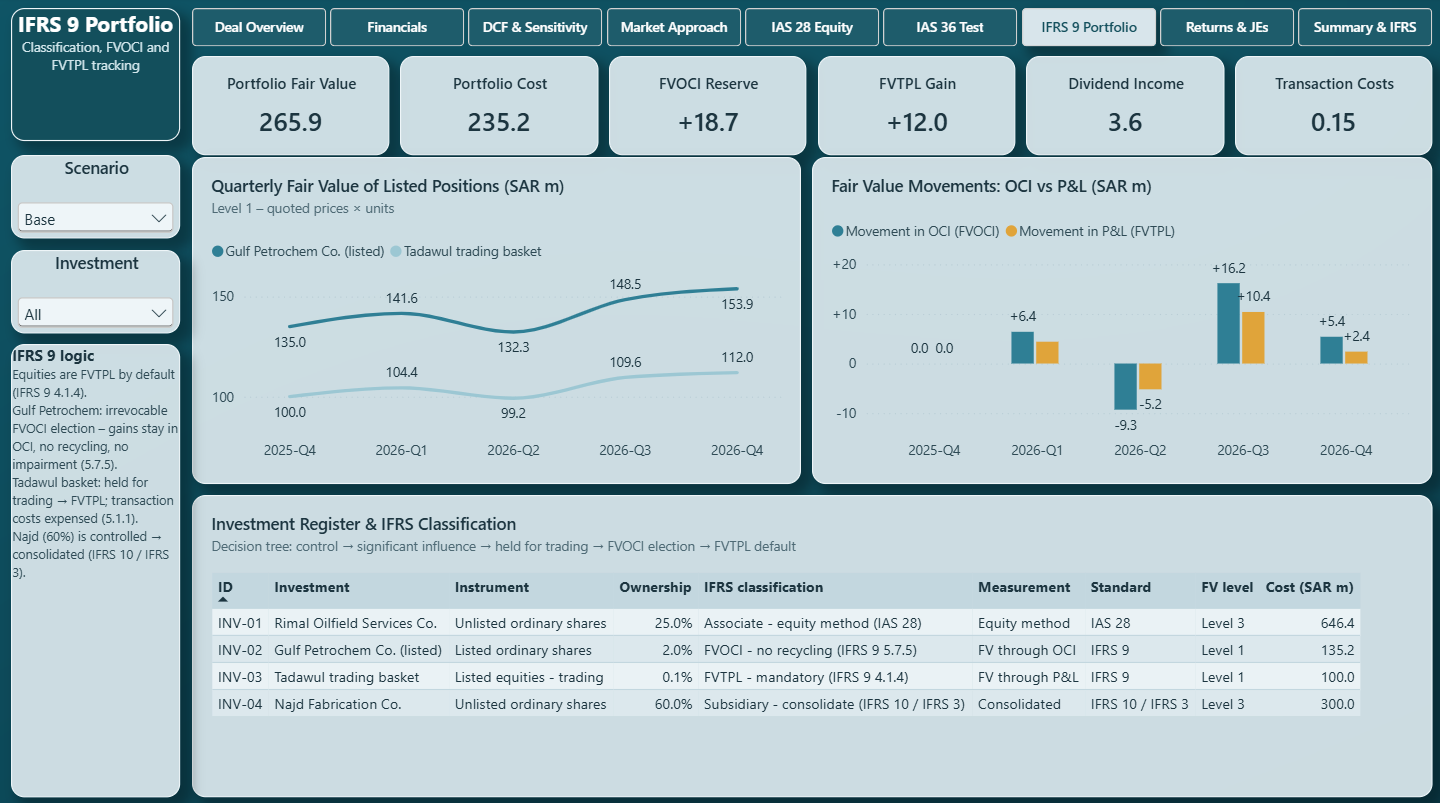 IFRS 9 Portfolio
Classification, FVOCI and
FVTPL tracking
Deal Overview
Financials
DCF & Sensitivity
Market Approach
IAS 28 Equity
IAS 36 Test
IFRS 9 Portfolio
Returns & JEs
Summary & IFRS
Portfolio Fair Value
265.9
Portfolio Cost
235.2
FVOCI Reserve
+18.7
FVTPL Gain
+12.0
Dividend Income
3.6
Transaction Costs
0.15
Scenario
Base
Investment
All
IFRS 9 logic
Equities are FVTPL by default
(IFRS 9 4.1.4).
Gulf Petrochem: irrevocable
FVOCI election – gains stay in
OCI, no recycling, no
impairment (5.7.5).
Tadawul basket: held for
trading → FVTPL; transaction
costs expensed (5.1.1).
Najd (60%) is controlled →
consolidated (IFRS 10 / IFRS
3).
Quarterly Fair Value of Listed Positions (SAR m)
Level 1 – quoted prices × units
Gulf Petrochem Co. (listed) Tadawul trading basket
150
100
135.0 141.6 132.3 148.5 153.9
100.0 104.4 99.2 109.6 112.0
2025-Q4 2026-Q1 2026-Q2 2026-Q3 2026-Q4
Fair Value Movements: OCI vs P&L (SAR m)
Movement in OCI (FVOCI) Movement in P&L (FVTPL)
+20
+10
0
-10
0.0 0.0
+6.4
-9.3 -5.2
+16.2 +10.4
+5.4 +2.4
2025-Q4 2026-Q1 2026-Q2 2026-Q3 2026-Q4
Investment Register & IFRS Classification
Decision tree: control → significant influence → held for trading → FVOCI election → FVTPL default
ID Investment Instrument Ownership IFRS classification Measurement Standard FV level Cost (SAR m)
INV-01 Rimal Oilfield Services Co. Unlisted ordinary shares 25.0% Associate - equity method (IAS 28) Equity method IAS 28 Level 3 646.4
INV-02 Gulf Petrochem Co. (listed) Listed ordinary shares 2.0% FVOCI - no recycling (IFRS 9 5.7.5) FV through OCI IFRS 9 Level 1 135.2
INV-03 Tadawul trading basket Listed equities - trading 0.1% FVTPL - mandatory (IFRS 9 4.1.4) FV through P&L IFRS 9 Level 1 100.0
INV-04 Najd Fabrication Co. Unlisted ordinary shares 60.0% Subsidiary - consolidate (IFRS 10 / IFRS 3) Consolidated IFRS 10 / IFRS 3 Level 3 300.0